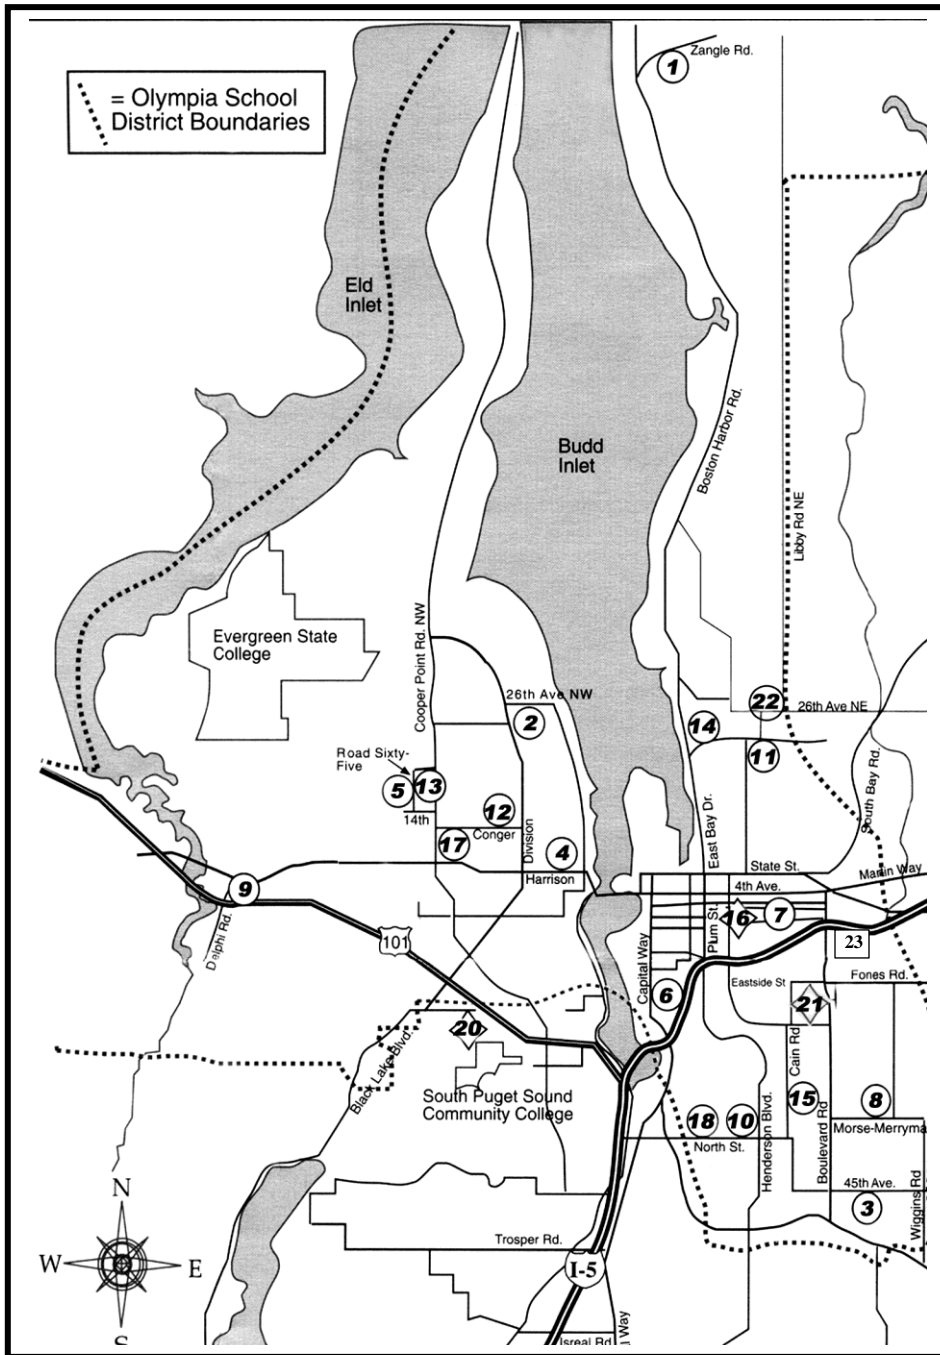 Zangle Rd.
1
= Olympia School
District Boundaries
Eld
Inlet
Budd
Inlet
Boston Harbor Rd.
Libby Rd NE
Evergreen State
College
Cooper Point Rd. NW
26th Ave NW
2
22
26th Ave NE
14
11
Road Sixty-
Five
5
13
14th
12
Conger
17
4
Division
Harrison
East Bay Dr.
South Bay Rd.
State St.
Martin Way
4th Ave.
9
Delphi Rd.
101
Plum St.
16
7
23
Capital Way
6
Eastside St
Fones Rd.
21
20
Black Lake Blvd.
South Puget Sound
Community College
Cain Rd
15
8
18
10
Henderson Blvd.
Boulevard Rd
Morse-Merryma
North St.
45th Ave.
3
Wiggins Rd
N
W
E
S
Trosper Rd.
I-5
Isreal Rd
Way